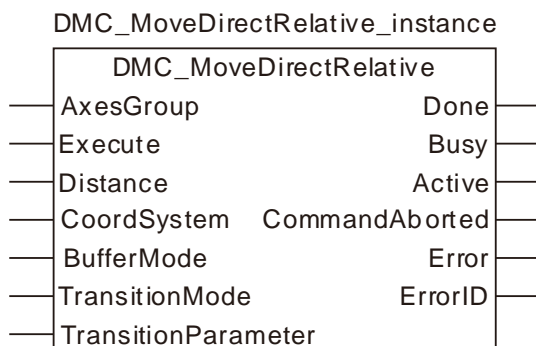 DMC_MoveDirectRelative_instance
DMC_MoveDirectRelative
AxesGroup Done
Execute Busy
Distance Active
CoordSystem CommandAborted
BufferMode Error
TransitionMode ErrorID
TransitionParameter